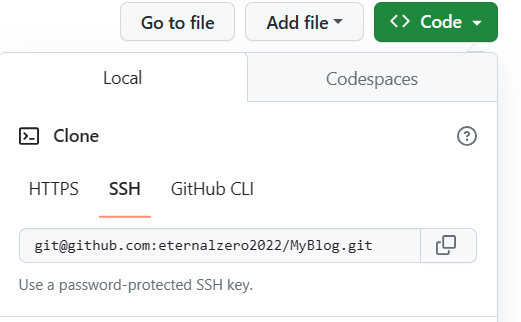 Go to file Add file <> Code
Local Codespaces
Clone
HTTPS SSH GitHub CLI
git@github.com:eternalzero2022/MyBlog.git
Use a password-protected SSH key.